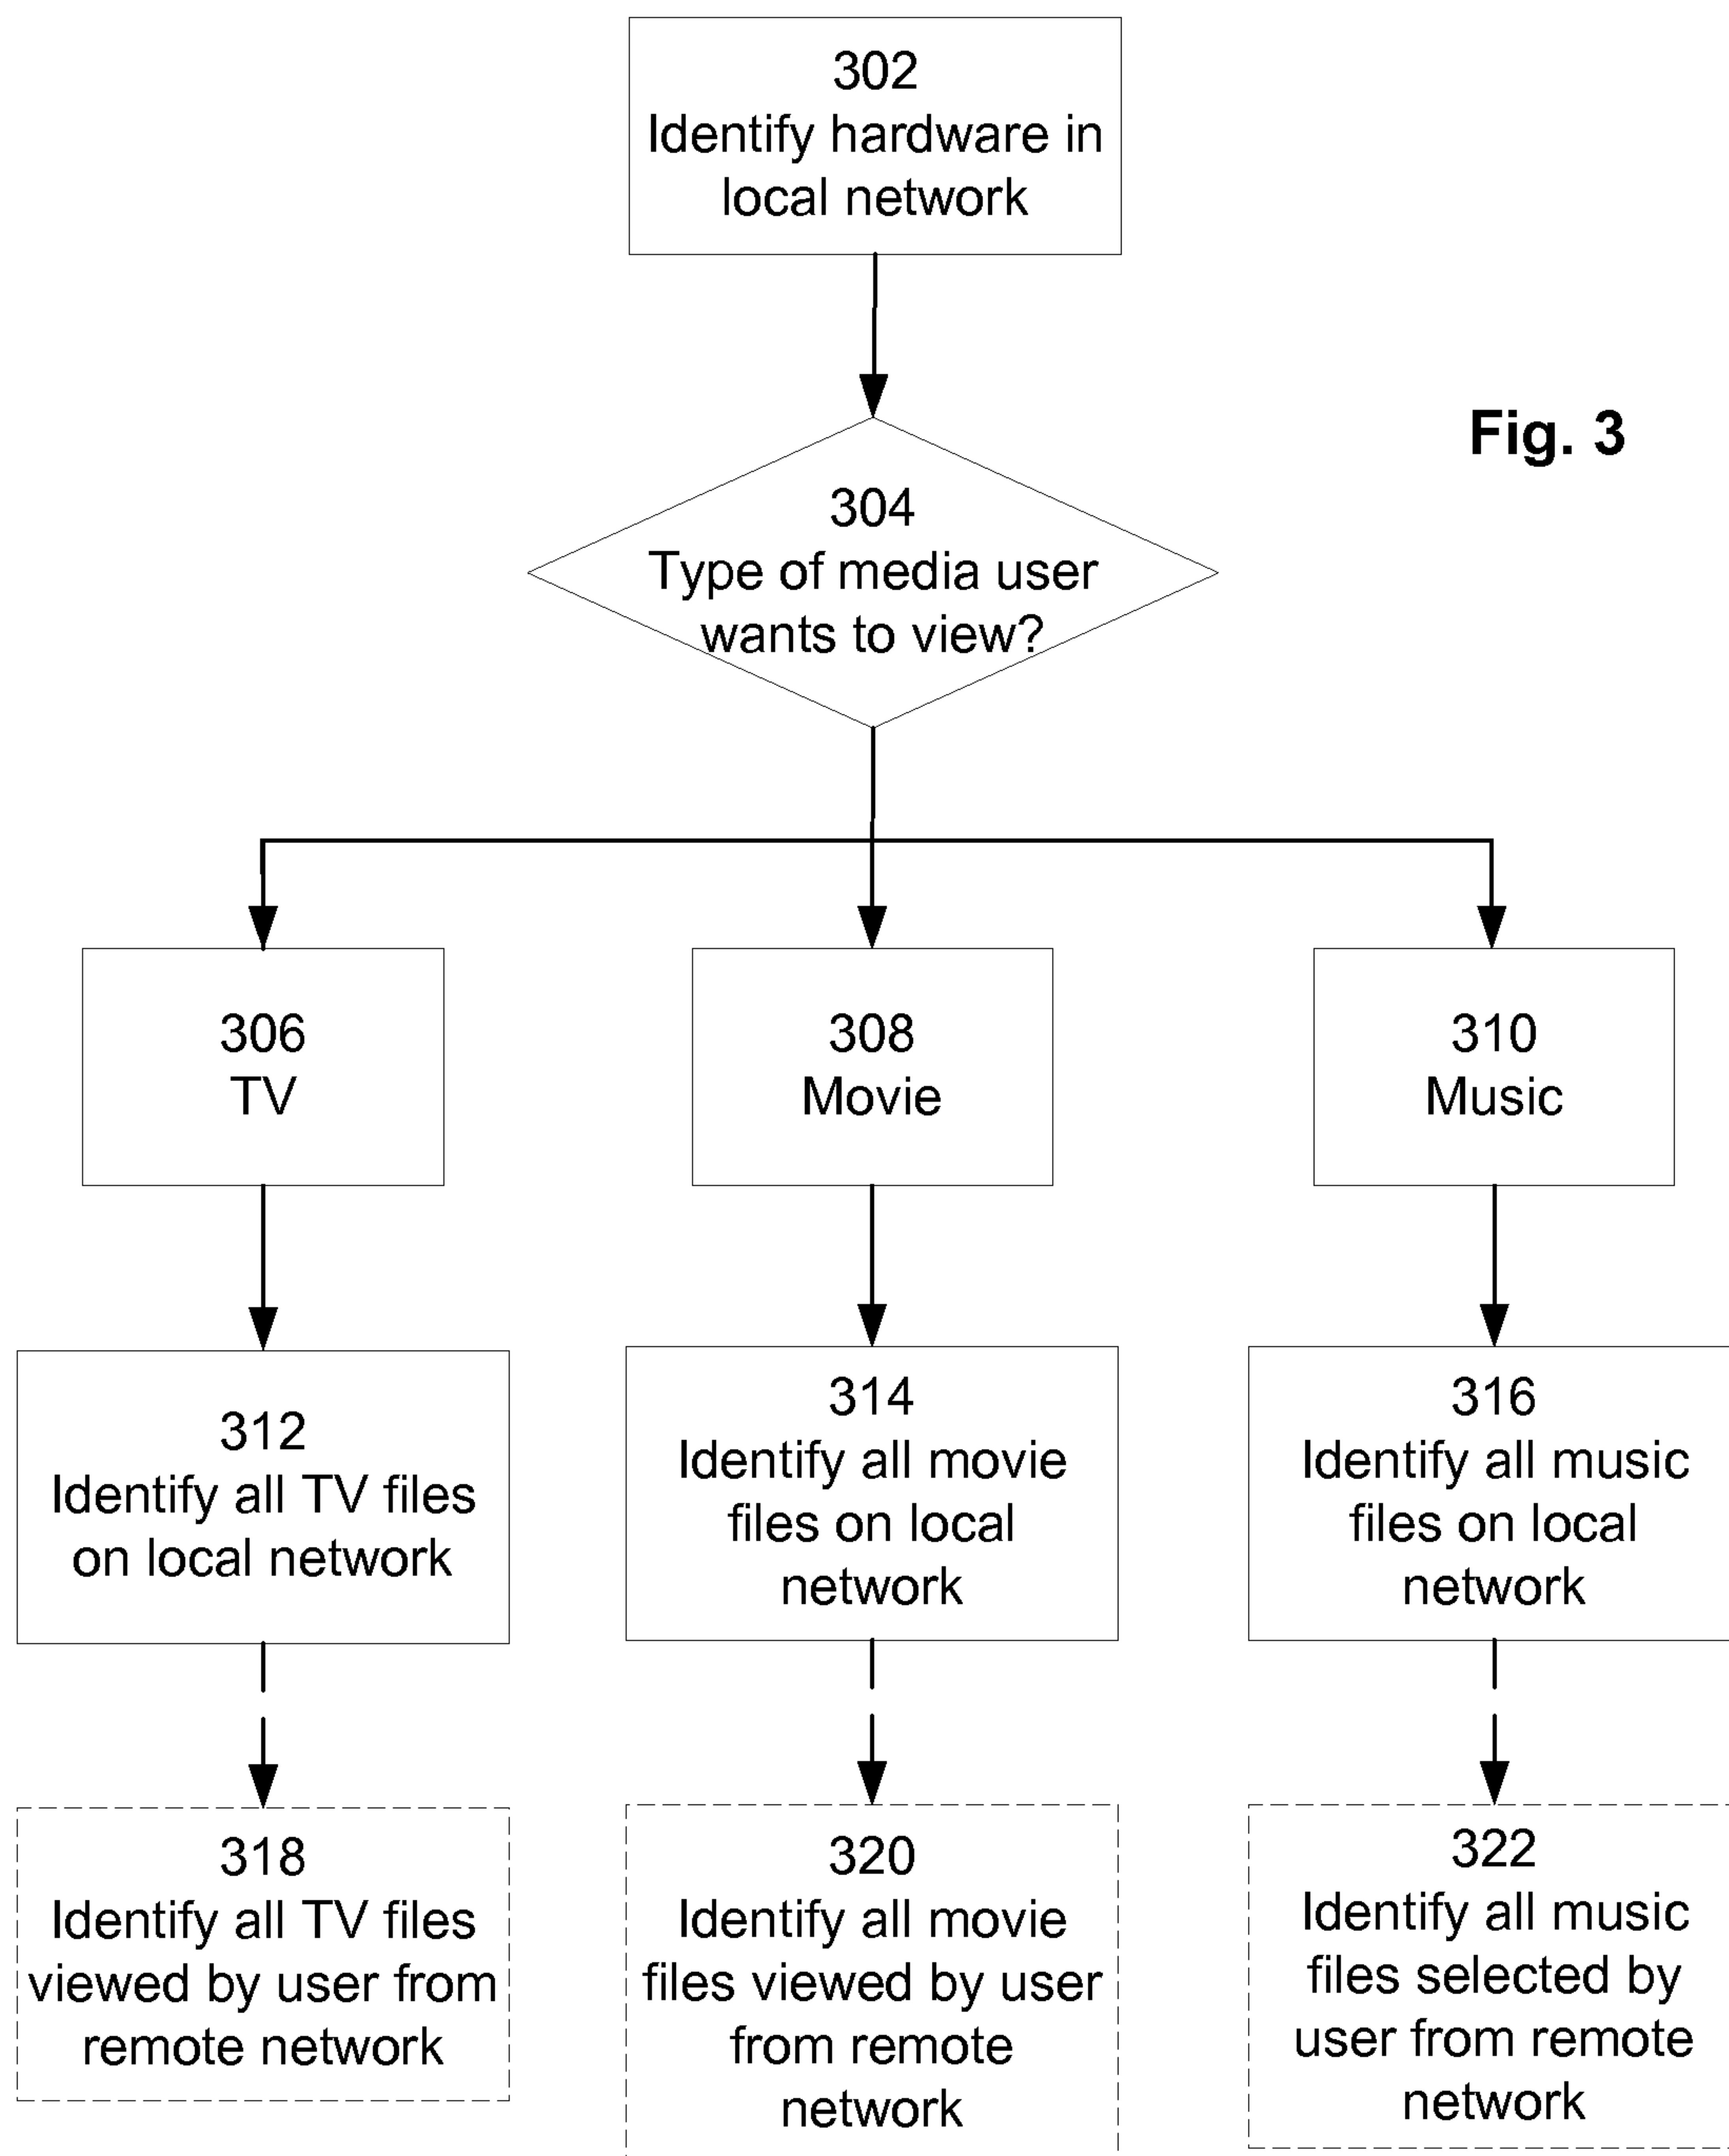 302
Identify hardware in
local network
Fig. 3
304
Type of media user
wants to view?
306
TV
308
Movie
310
Music
312
Identify all TV files
on local network
314
Identify all movie
files on local
network
316
Identify all music
files on local
network
318
Identify all TV files
viewed by user from
remote network
320
Identify all movie
files viewed by user
from remote
network
322
Identify all music
files selected by
user from remote
network